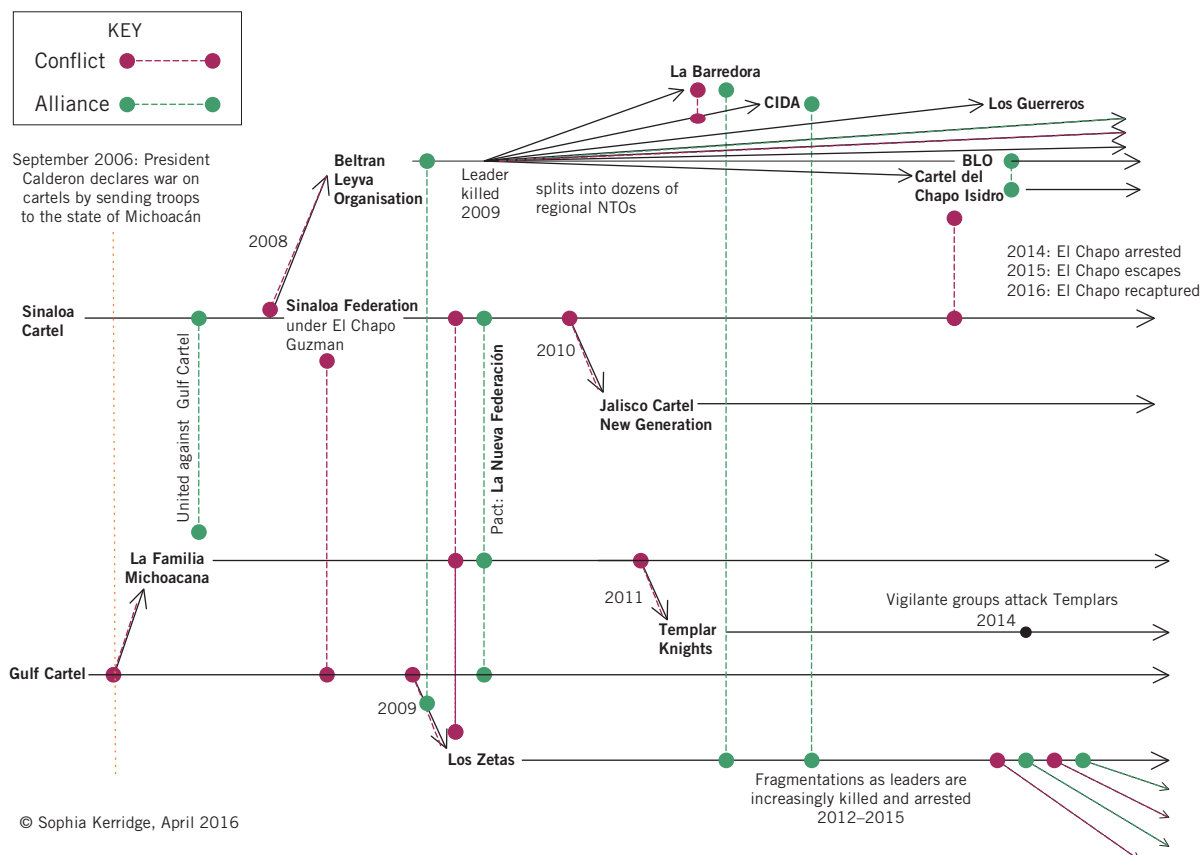 KEY
Conflict
Alliance
September 2006: President
Calderon declares war on
cartels by sending troops
to the state of Michoacán
La Barredora
CIDA
Los Guerreros
Beltran
Leyva
Organisation
Leader
killed
2009
splits into dozens of
regional NTOs
BLO
Cartel del
Chapo Isidro
2008
2014: El Chapo arrested
2015: El Chapo escapes
2016: El Chapo recaptured
Sinaloa
Cartel
Sinaloa Federation
under El Chapo
Guzman
2010
United against Gulf Cartel
Pact: La Nueva Federación
Jalisco Cartel
New Generation
La Familia
Michoacana
2011
Templar
Knights
Vigilante groups attack Templars
2014
Gulf Cartel
2009
Los Zetas
Fragmentations as leaders are
increasingly killed and arrested
2012–2015
© Sophia Kerridge, April 2016